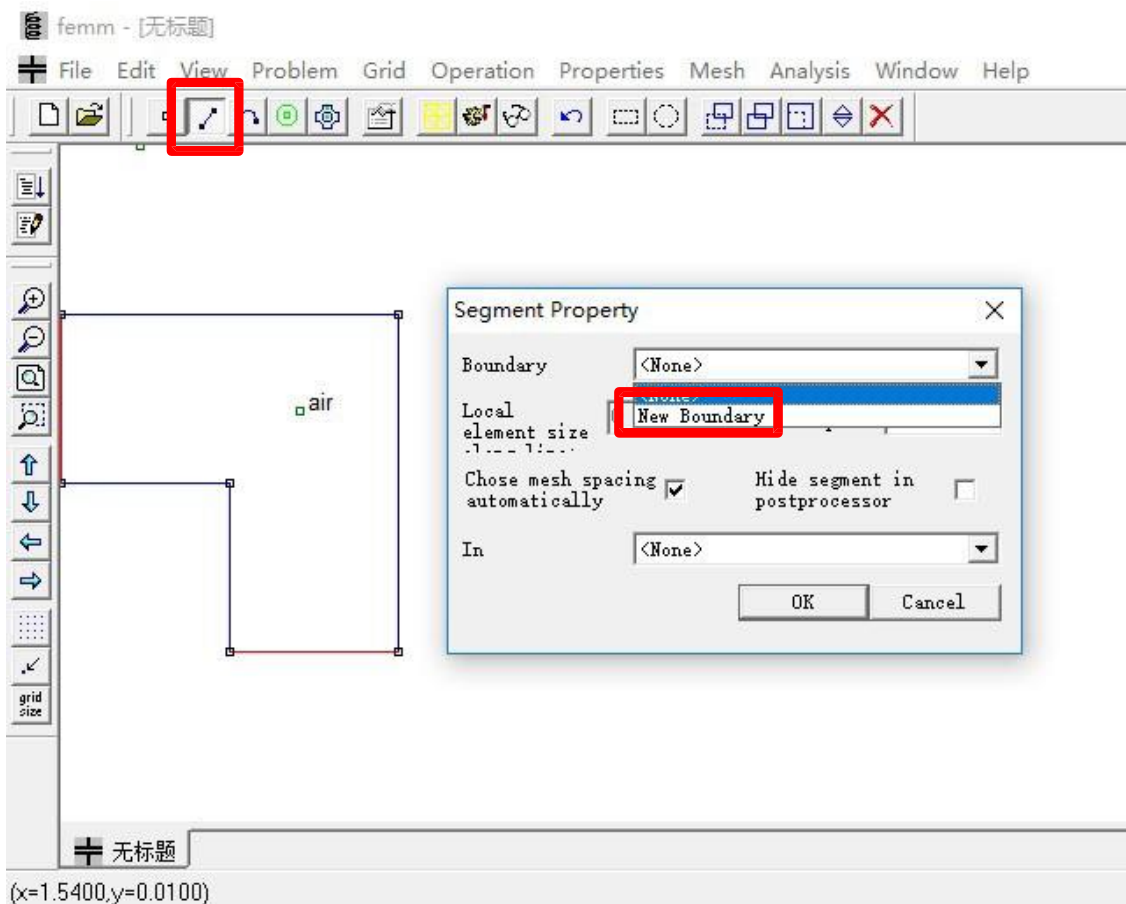 femm - [无标题]
File Edit View Problem Grid Operation Properties Mesh Analysis Window Help
Segment Property
Boundary <None>
<None>
New Boundary
Local
element size
air
Chose mesh spacing automatically
Hide segment in postprocessor
In <None>
OK Cancel
grid size
无标题
(x=1.5400,y=0.0100)